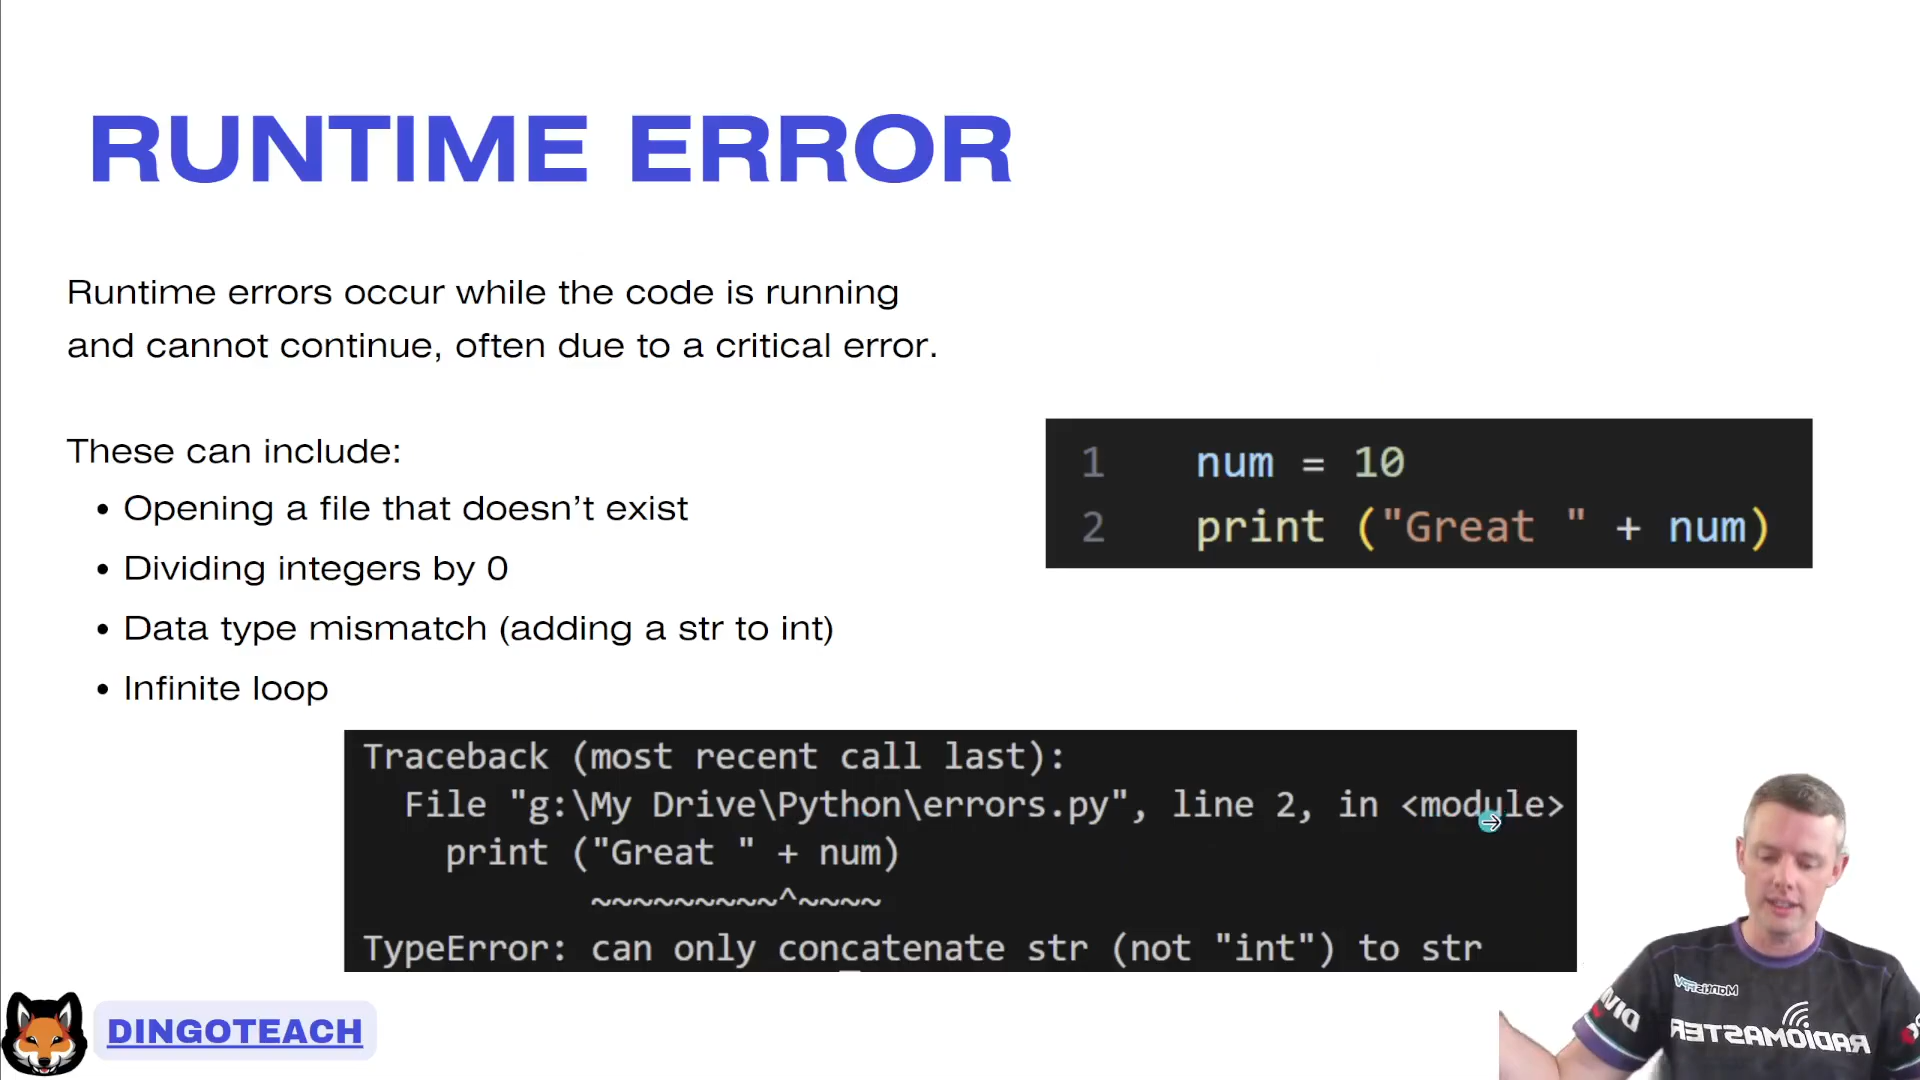 RUNTIME ERROR
Runtime errors occur while the code is running
and cannot continue, often due to a critical error.
These can include:
• Opening a file that doesn’t exist
• Dividing integers by 0
• Data type mismatch (adding a str to int)
• Infinite loop
1 num = 10
2 print ("Great " + num)
Traceback (most recent call last):
File "g:\My Drive\Python\errors.py", line 2, in <module>
print ("Great " + num)
~~~~~~~~~^~~~~
TypeError: can only concatenate str (not "int") to str
DINGOTEACH
RADIOMASTER